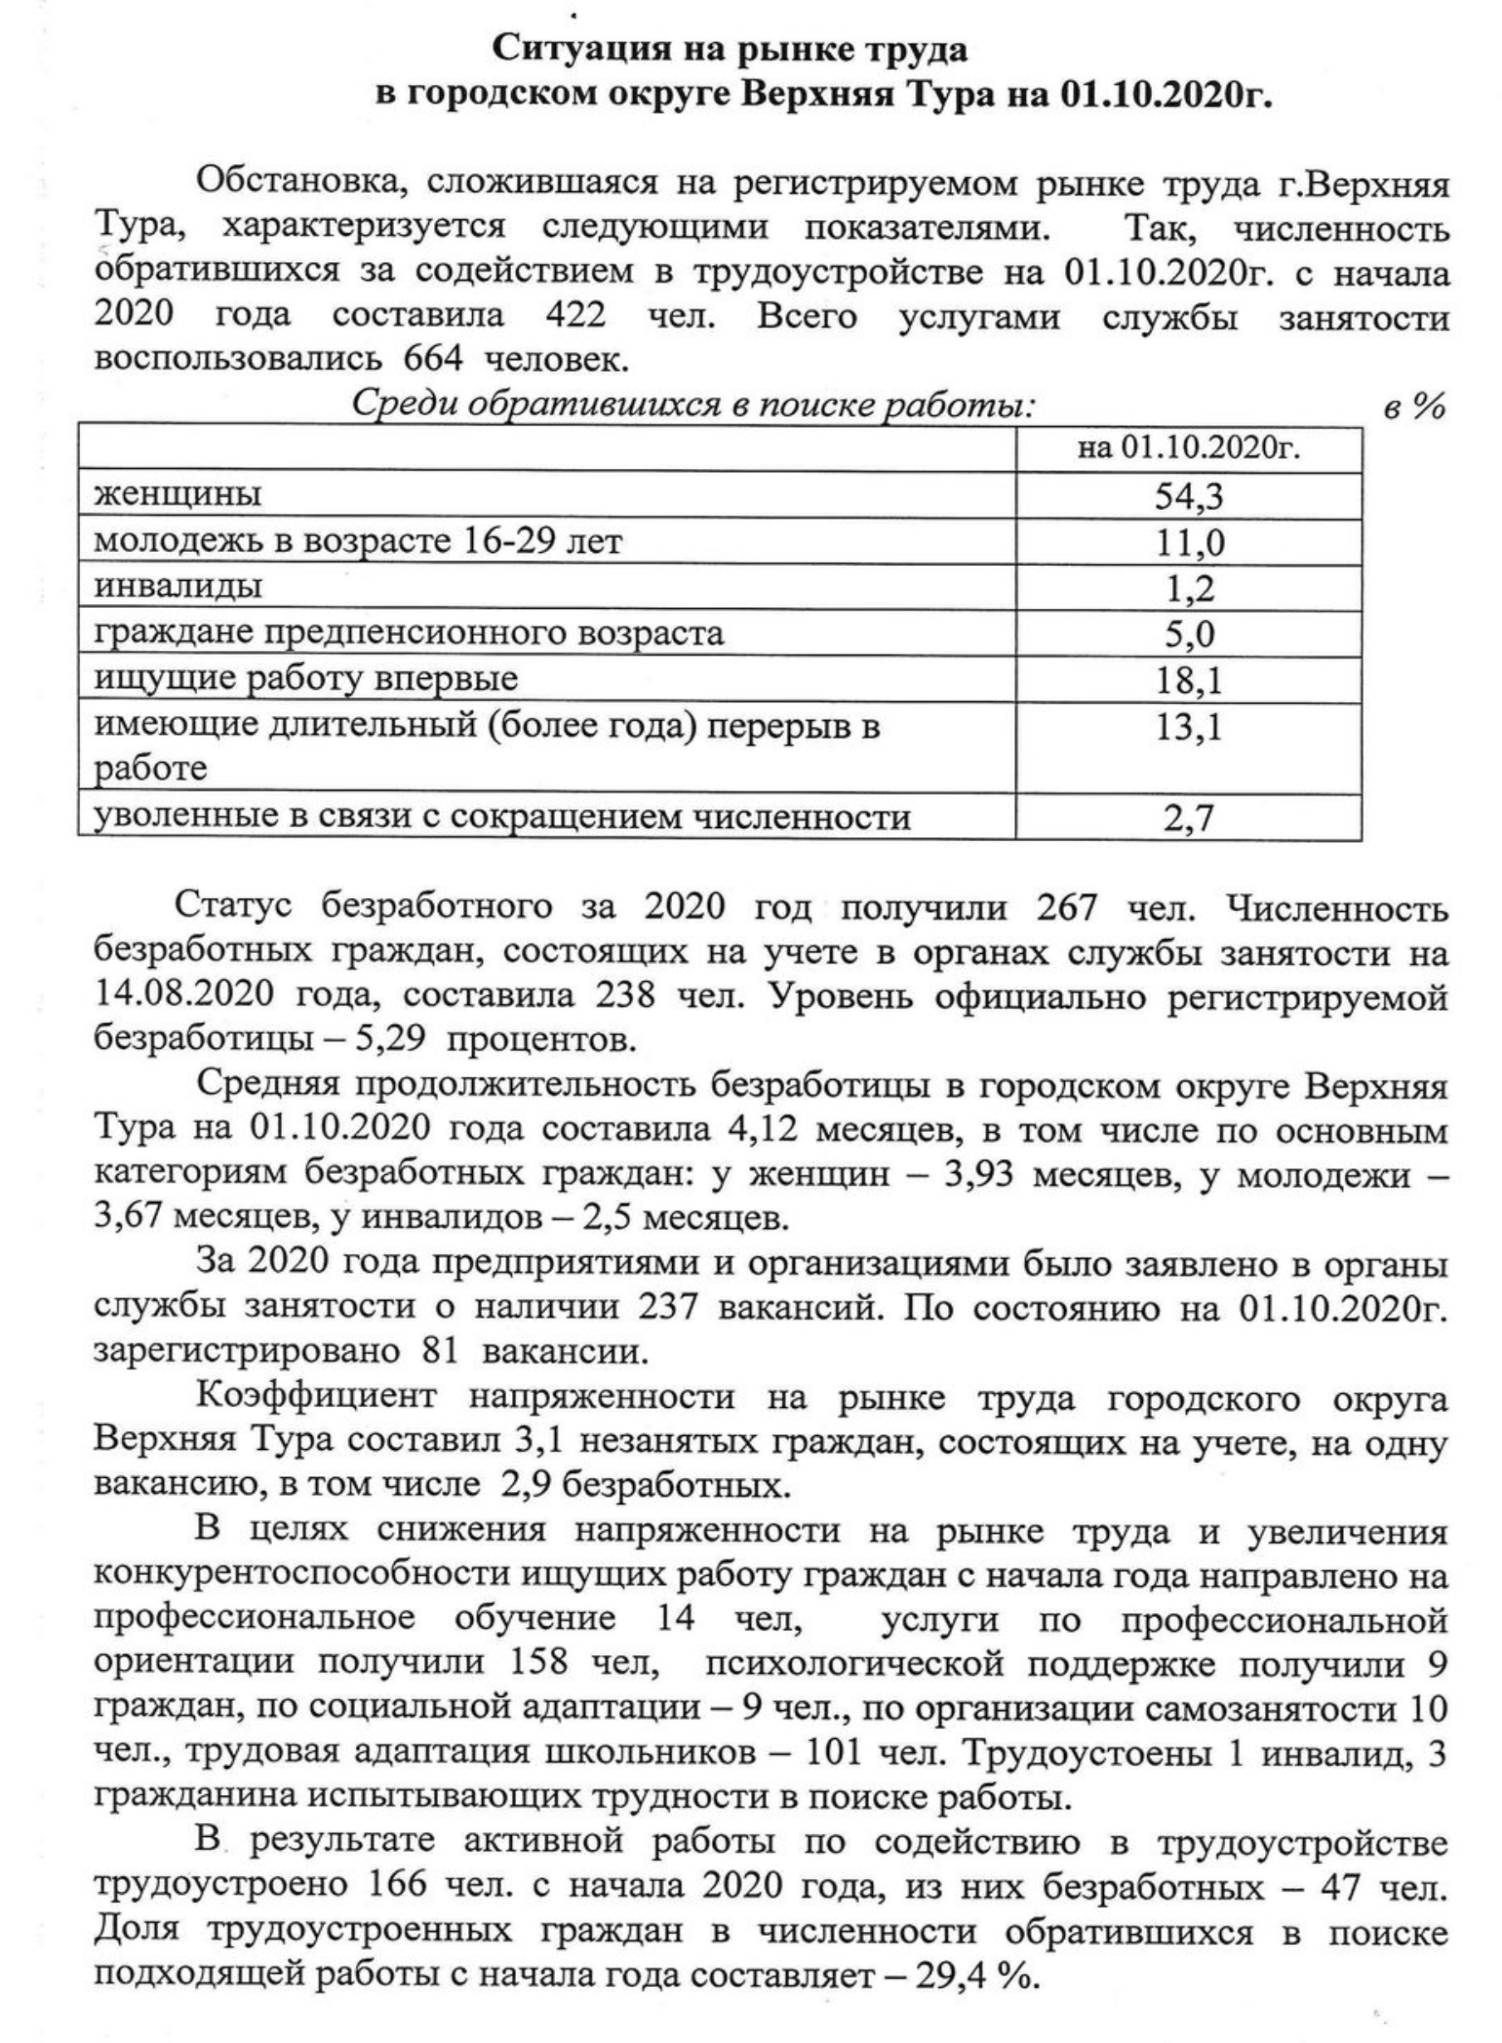 Ситуация на рынке труда
в городском округе Верхняя Тура на 01.10.2020г.
Обстановка, сложившаяся на регистрируемом рынке труда г.Верхняя
Тура, характеризуется следующими показателями. Так, численность
обратившихся за содействием в трудоустройстве на 01.10.2020г. с начала
2020 года составила 422 чел. Всего услугами службы занятости
воспользовались 664 человек.
Среди обратившихся в поиске работы: в %
на 01.10.2020г.
женщины 54,3
молодежь в возрасте 16-29 лет 11,0
инвалиды 1,2
граждане предпенсионного возраста 5,0
ищущие работу впервые 18,1
имеющие длительный (более года) перерыв в 13,1
работе
уволенные в связи с сокращением численности 2,7
Статус безработного за 2020 год получили 267 чел. Численность
безработных граждан, состоящих на учете в органах службы занятости на
14.08.2020 года, составила 238 чел. Уровень официально регистрируемой
безработицы – 5,29 процентов.
Средняя продолжительность безработицы в городском округе Верхняя
Тура на 01.10.2020 года составила 4,12 месяцев, в том числе по основным
категориям безработных граждан: у женщин – 3,93 месяцев, у молодежи –
3,67 месяцев, у инвалидов – 2,5 месяцев.
За 2020 года предприятиями и организациями было заявлено в органы
службы занятости о наличии 237 вакансий. По состоянию на 01.10.2020г.
зарегистрировано 81 вакансии.
Коэффициент напряженности на рынке труда городского округа
Верхняя Тура составил 3,1 незанятых граждан, состоящих на учете, на одну
вакансию, в том числе 2,9 безработных.
В целях снижения напряженности на рынке труда и увеличения
конкурентоспособности ищущих работу граждан с начала года направлено на
профессиональное обучение 14 чел, услуги по профессиональной
ориентации получили 158 чел, психологической поддержке получили 9
граждан, по социальной адаптации – 9 чел., по организации самозанятости 10
чел., трудовая адаптация школьников – 101 чел. Трудоустоены 1 инвалид, 3
гражданина испытывающих трудности в поиске работы.
В результате активной работы по содействию в трудоустройстве
трудоустроено 166 чел. с начала 2020 года, из них безработных – 47 чел.
Доля трудоустроенных граждан в численности обратившихся в поиске
подходящей работы с начала года составляет – 29,4 %.